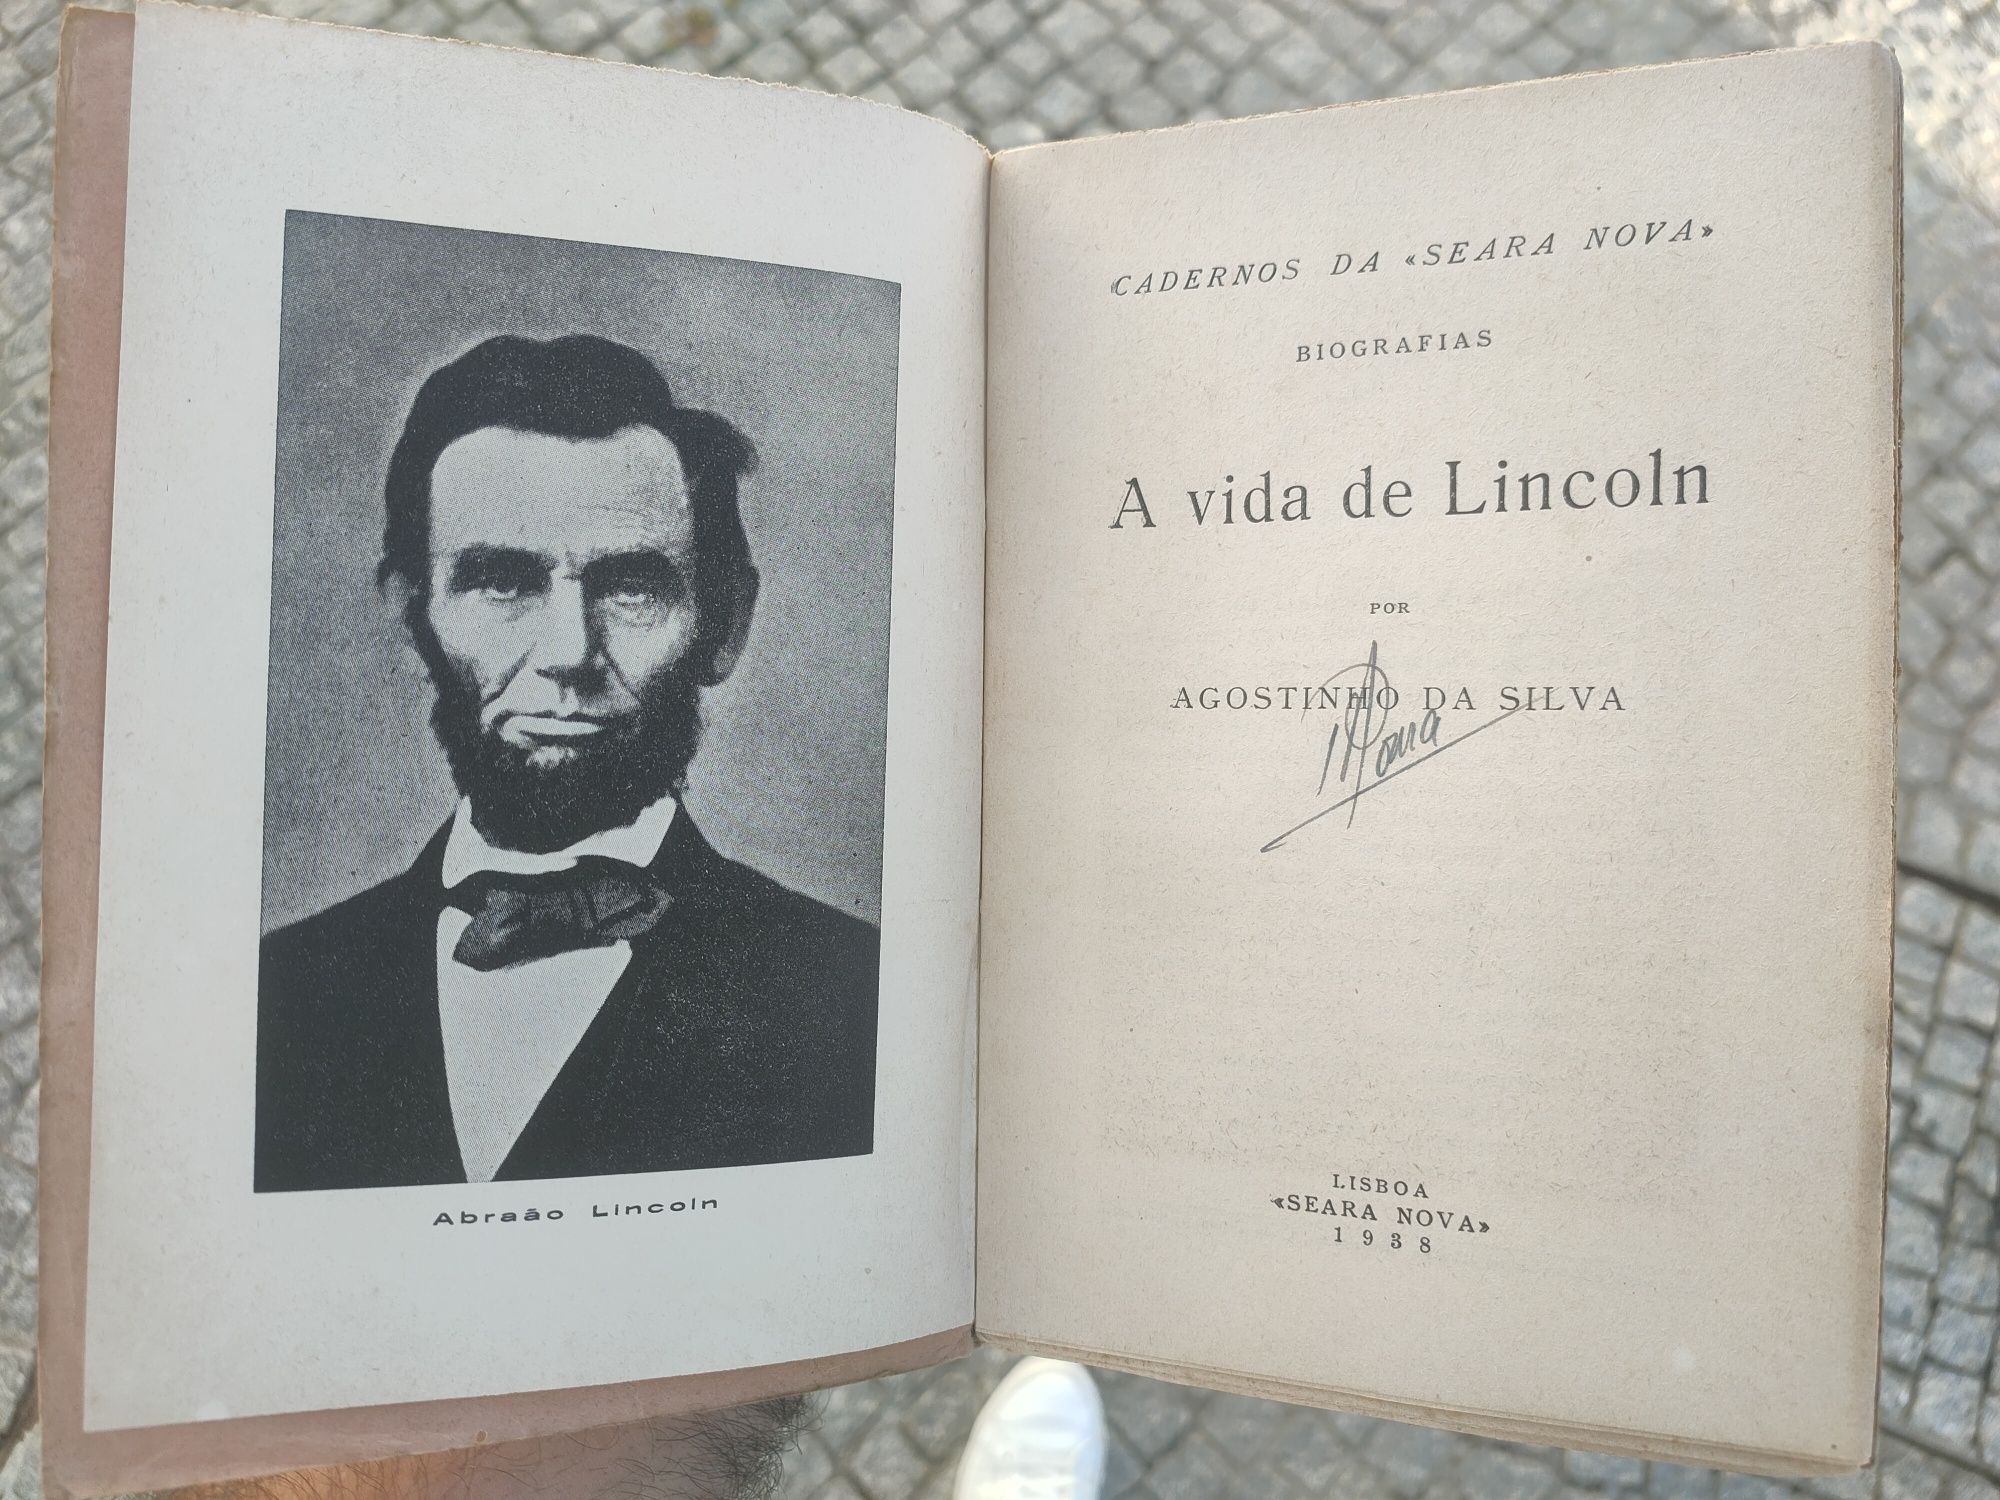 Abraão Lincoln
CADERNOS DA «SEARA NOVA»
BIOGRAFIAS
A vida de Lincoln
POR
AGOSTINHO DA SILVA
LISBOA
«SEARA NOVA»
1938